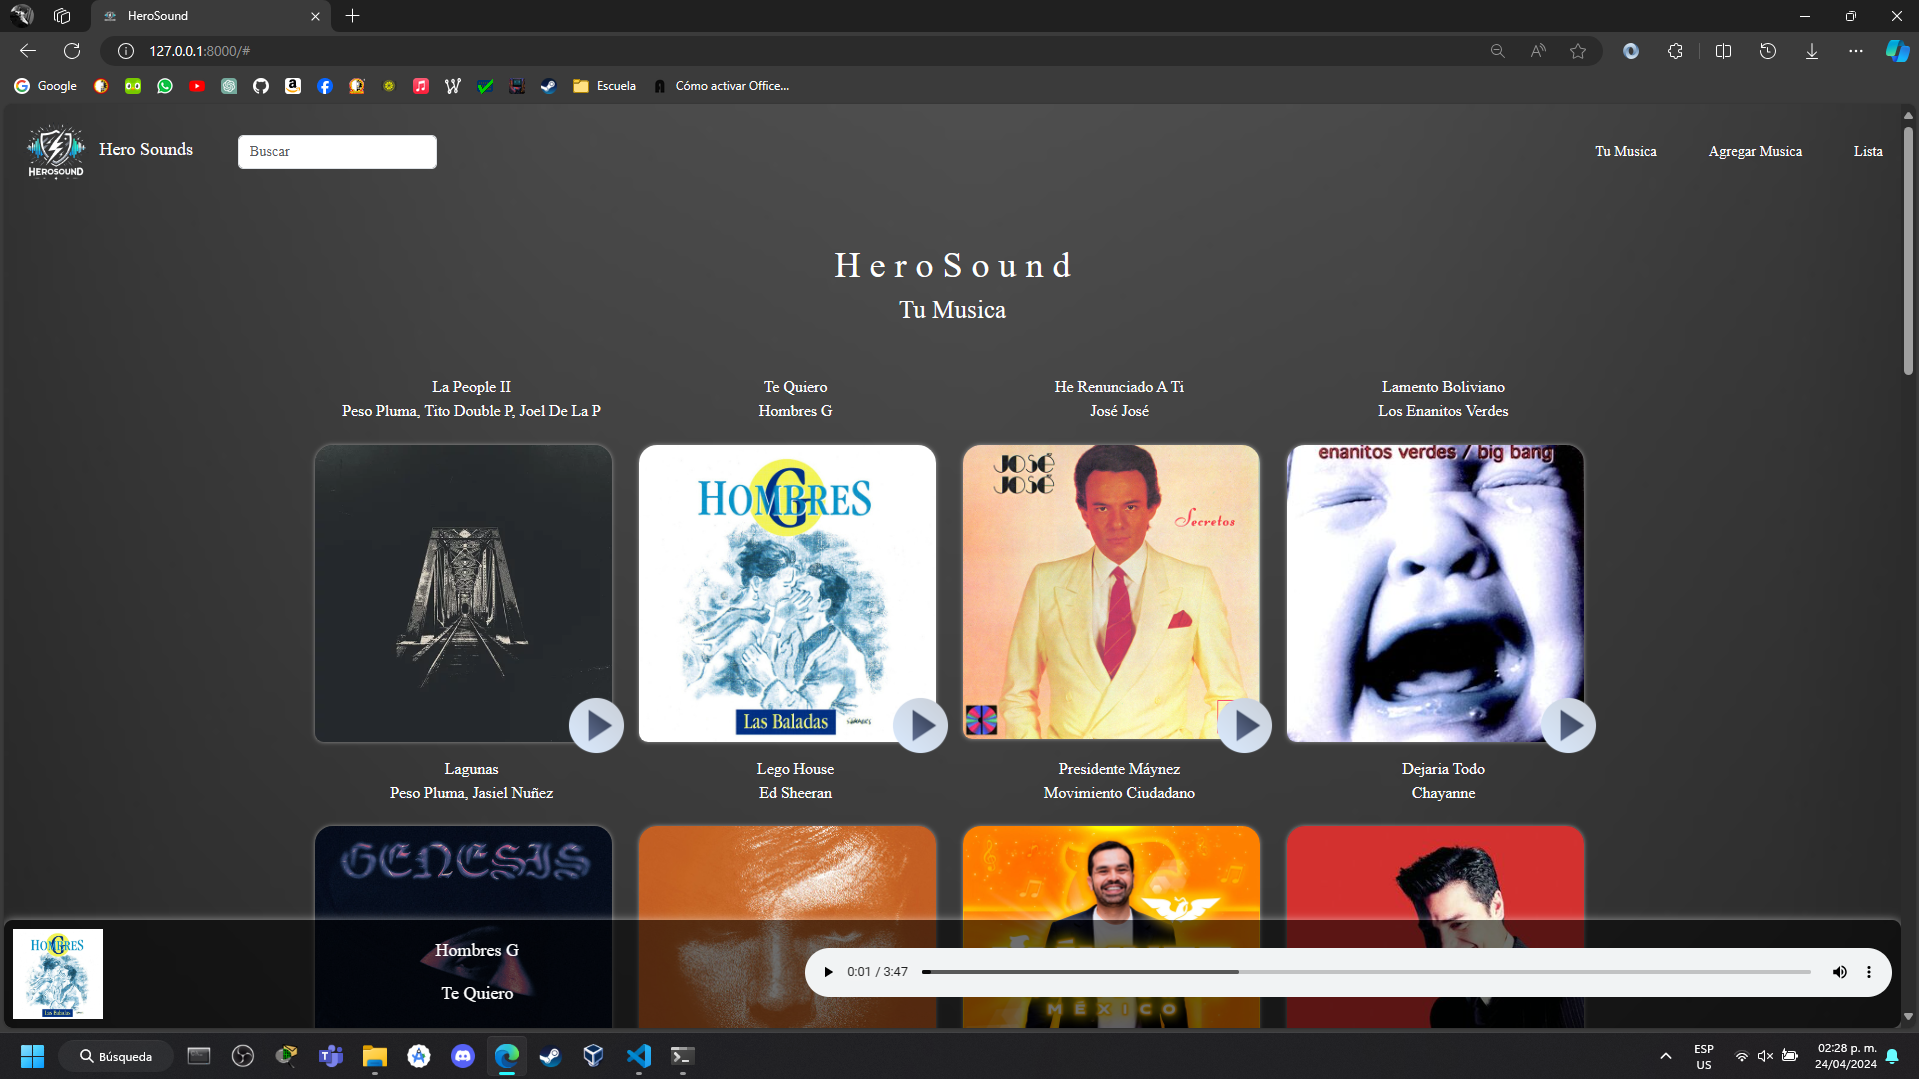 HeroSound
127.0.0.1:8000/#
Google
Escuela
Cómo activar Office...
HEROSOUND
Hero Sounds
Buscar
Tu Musica
Agregar Musica
Lista
HeroSound
Tu Musica
La People II
Peso Pluma, Tito Double P, Joel De La P
Te Quiero
Hombres G
He Renunciado A Ti
José José
Lamento Boliviano
Los Enanitos Verdes
HOMBRES
G
Las Baladas
JOSÉ
JOSÉ
Secretos
enanitos verdes / big bang
Lagunas
Peso Pluma, Jasiel Nuñez
Lego House
Ed Sheeran
Presidente Máynez
Movimiento Ciudadano
Dejaria Todo
Chayanne
GENESIS
MÉXICO
HOMBRES
G
Las Baladas
Hombres G
Te Quiero
0:01 / 3:47
Búsqueda
ESP
US
02:28 p. m.
24/04/2024